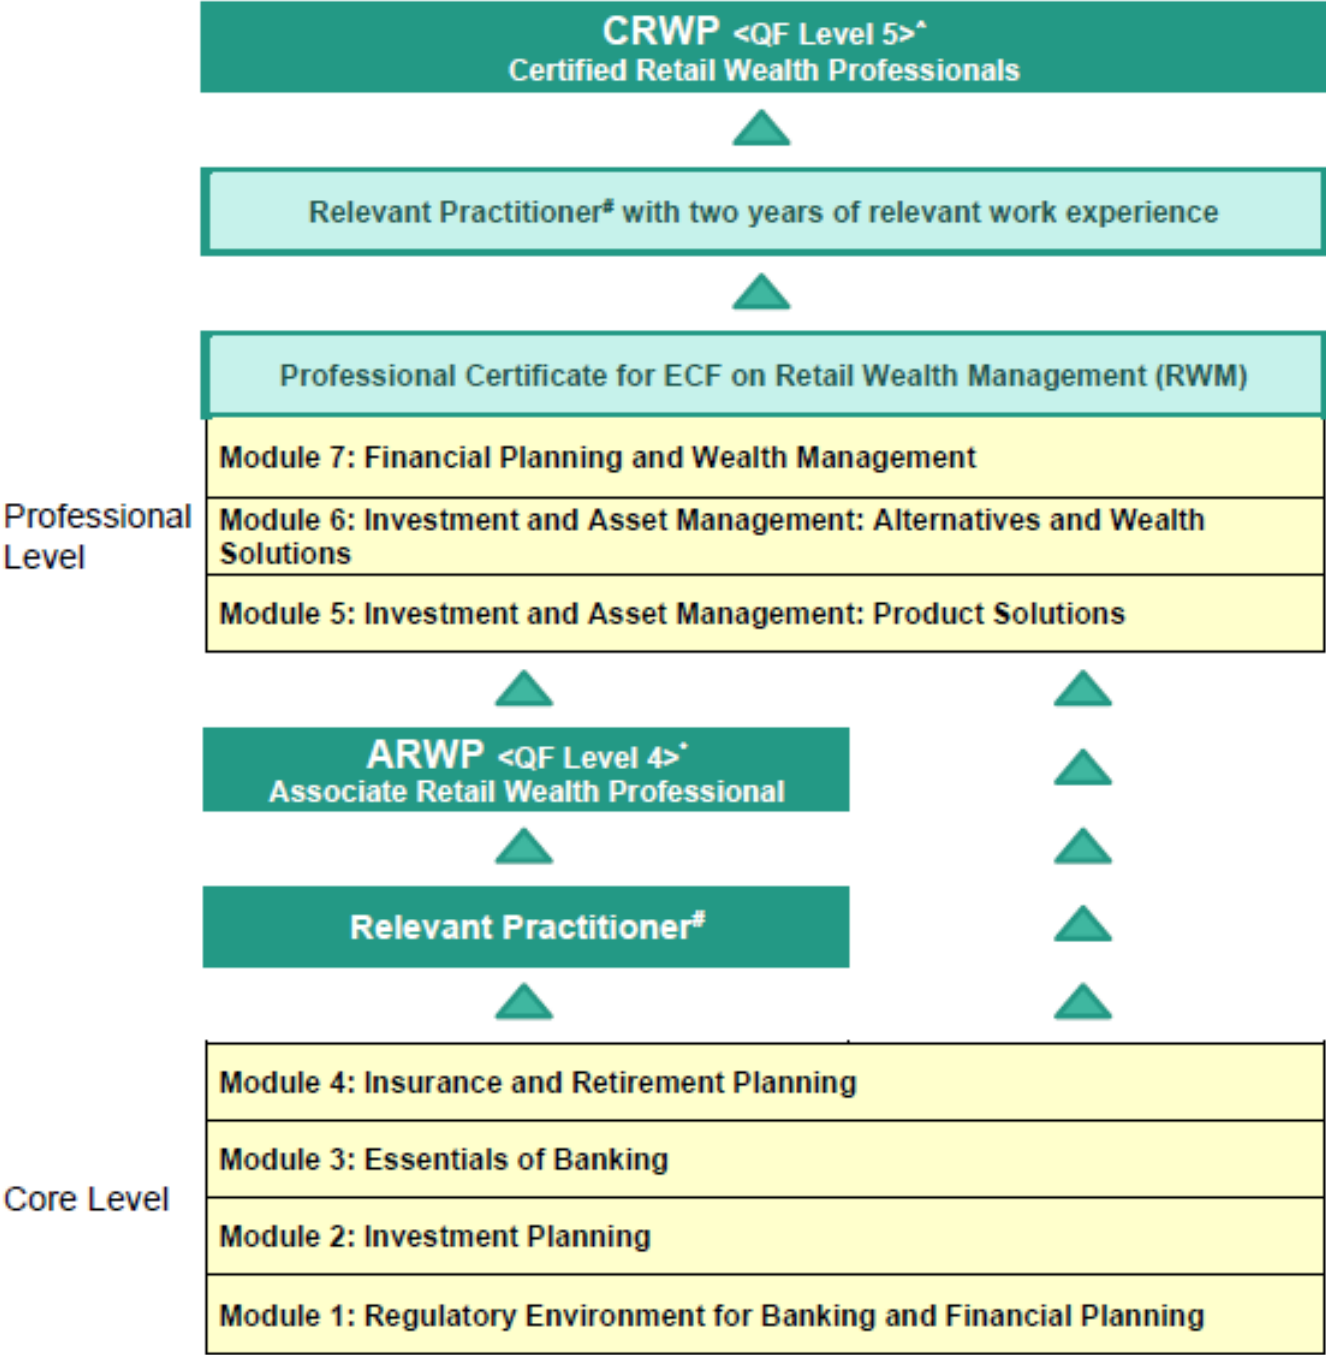 CRWP <QF Level 5>^
Certified Retail Wealth Professionals
Relevant Practitioner# with two years of relevant work experience
Professional Certificate for ECF on Retail Wealth Management (RWM)
Module 7: Financial Planning and Wealth Management
Professional
Level
Module 6: Investment and Asset Management: Alternatives and Wealth
Solutions
Module 5: Investment and Asset Management: Product Solutions
ARWP <QF Level 4>*
Associate Retail Wealth Professional
Relevant Practitioner#
Module 4: Insurance and Retirement Planning
Module 3: Essentials of Banking
Core Level
Module 2: Investment Planning
Module 1: Regulatory Environment for Banking and Financial Planning